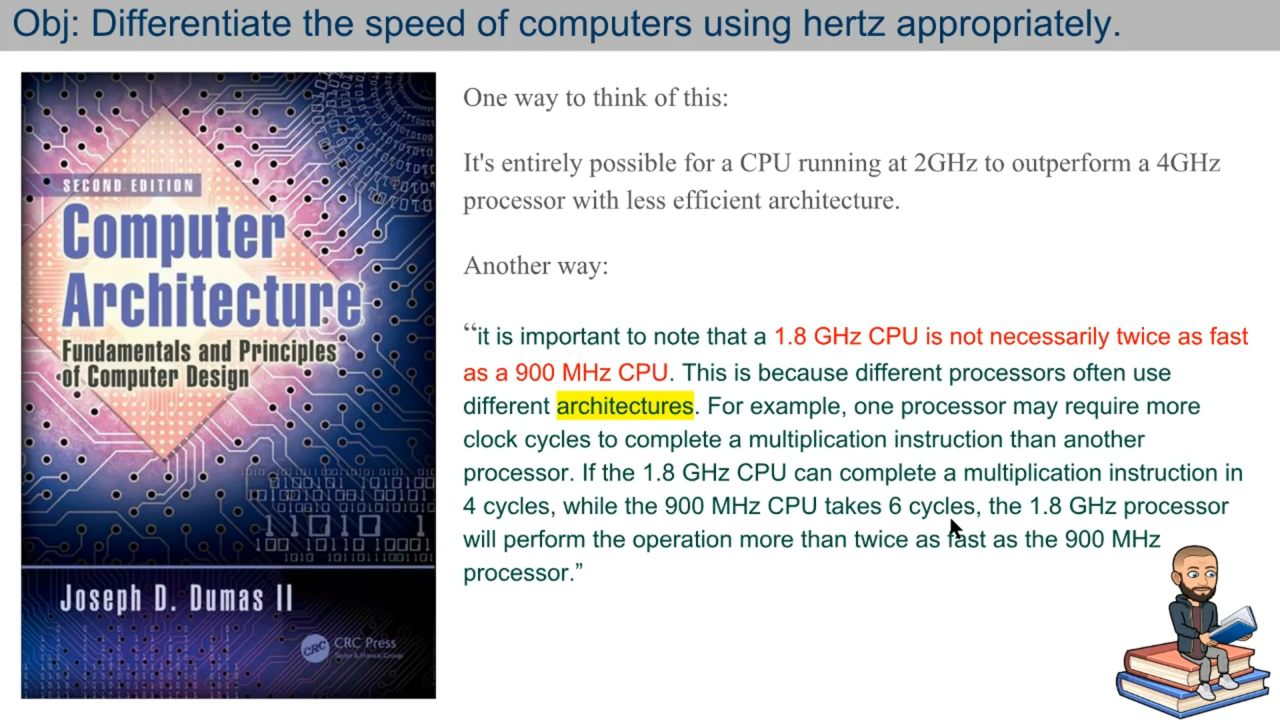 Obj: Differentiate the speed of computers using hertz appropriately.
SECOND EDITION
Computer
Architecture
Fundamentals and Principles
of Computer Design
11010 1
Joseph D. Dumas II
CRC
CRC Press
Taylor & Francis Group
One way to think of this:
It's entirely possible for a CPU running at 2GHz to outperform a 4GHz
processor with less efficient architecture.
Another way:
“it is important to note that a 1.8 GHz CPU is not necessarily twice as fast
as a 900 MHz CPU. This is because different processors often use
different architectures. For example, one processor may require more
clock cycles to complete a multiplication instruction than another
processor. If the 1.8 GHz CPU can complete a multiplication instruction in
4 cycles, while the 900 MHz CPU takes 6 cycles, the 1.8 GHz processor
will perform the operation more than twice as fast as the 900 MHz
processor.”